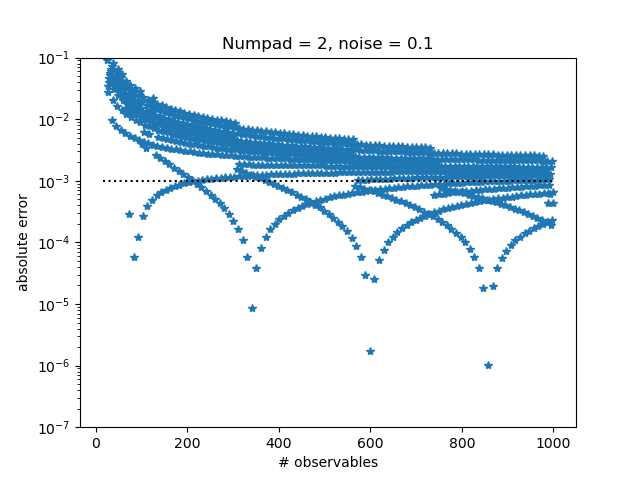 Numpad = 2, noise = 0.1
10⁻¹
10⁻²
10⁻³
10⁻⁴
10⁻⁵
10⁻⁶
10⁻⁷
absolute error
0 200 400 600 800 1000
# observables